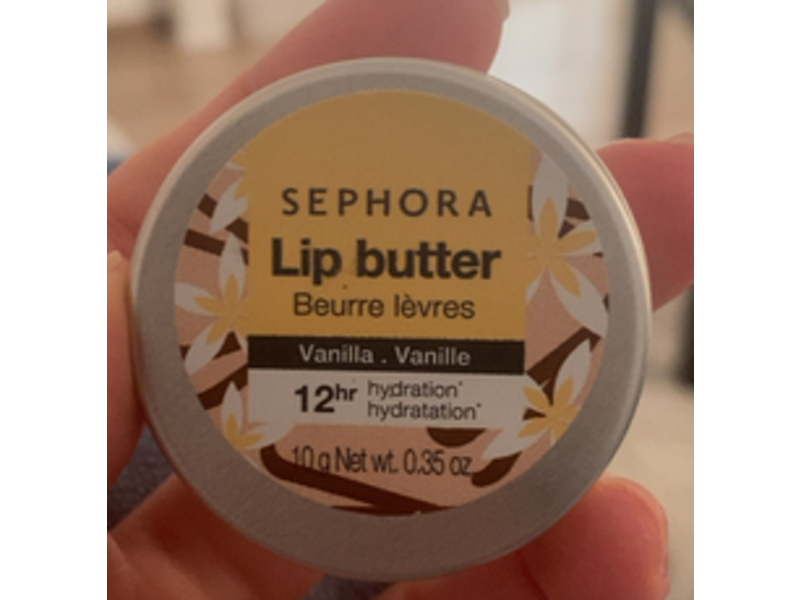 SEPHORA
Lip butter
Beurre lèvres
Vanilla . Vanille
12hr hydration*
hydratation*
10 g Net wt. 0.35 oz